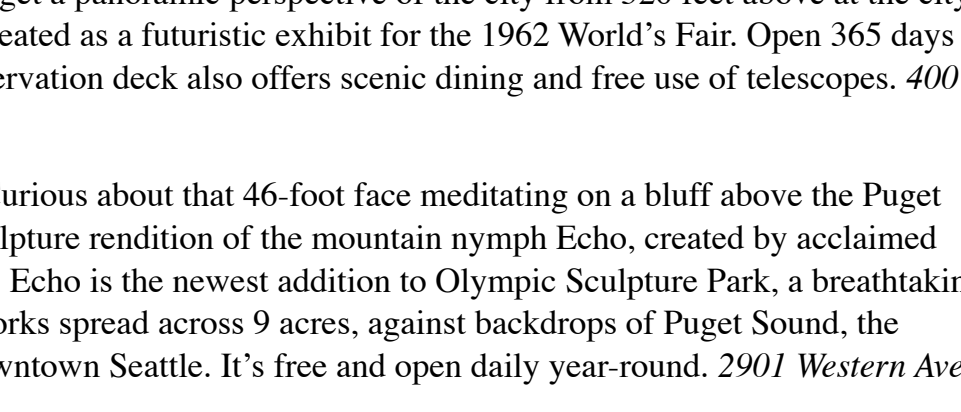 get a panoramic perspective of the city from 520 feet above at the city
eated as a futuristic exhibit for the 1962 World’s Fair. Open 365 days
ervation deck also offers scenic dining and free use of telescopes. 400
urious about that 46-foot face meditating on a bluff above the Puget
lpture rendition of the mountain nymph Echo, created by acclaimed
Echo is the newest addition to Olympic Sculpture Park, a breathtakin
orks spread across 9 acres, against backdrops of Puget Sound, the
wntown Seattle. It’s free and open daily year-round. 2901 Western Ave